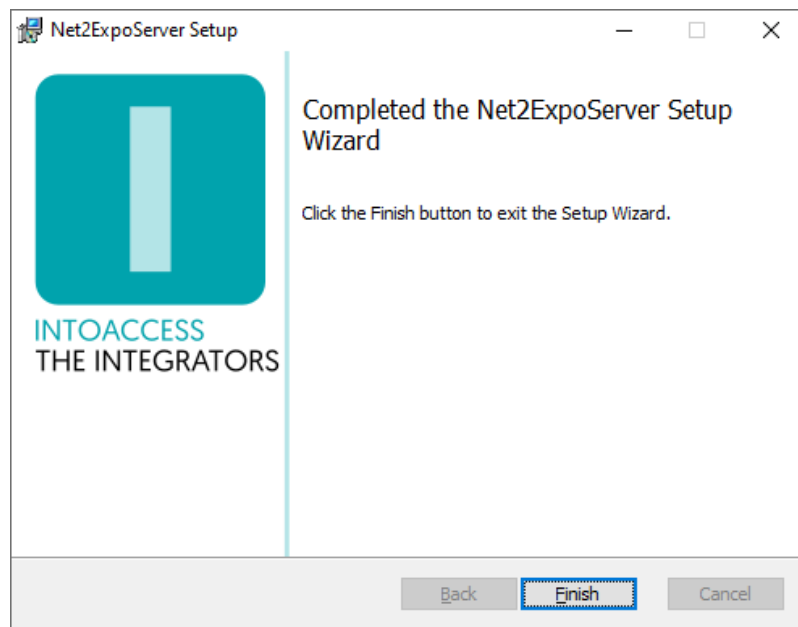 Net2ExpoServer Setup
Completed the Net2ExpoServer Setup
Wizard
Click the Finish button to exit the Setup Wizard.
INTOACCESS
THE INTEGRATORS
Back
Finish
Cancel